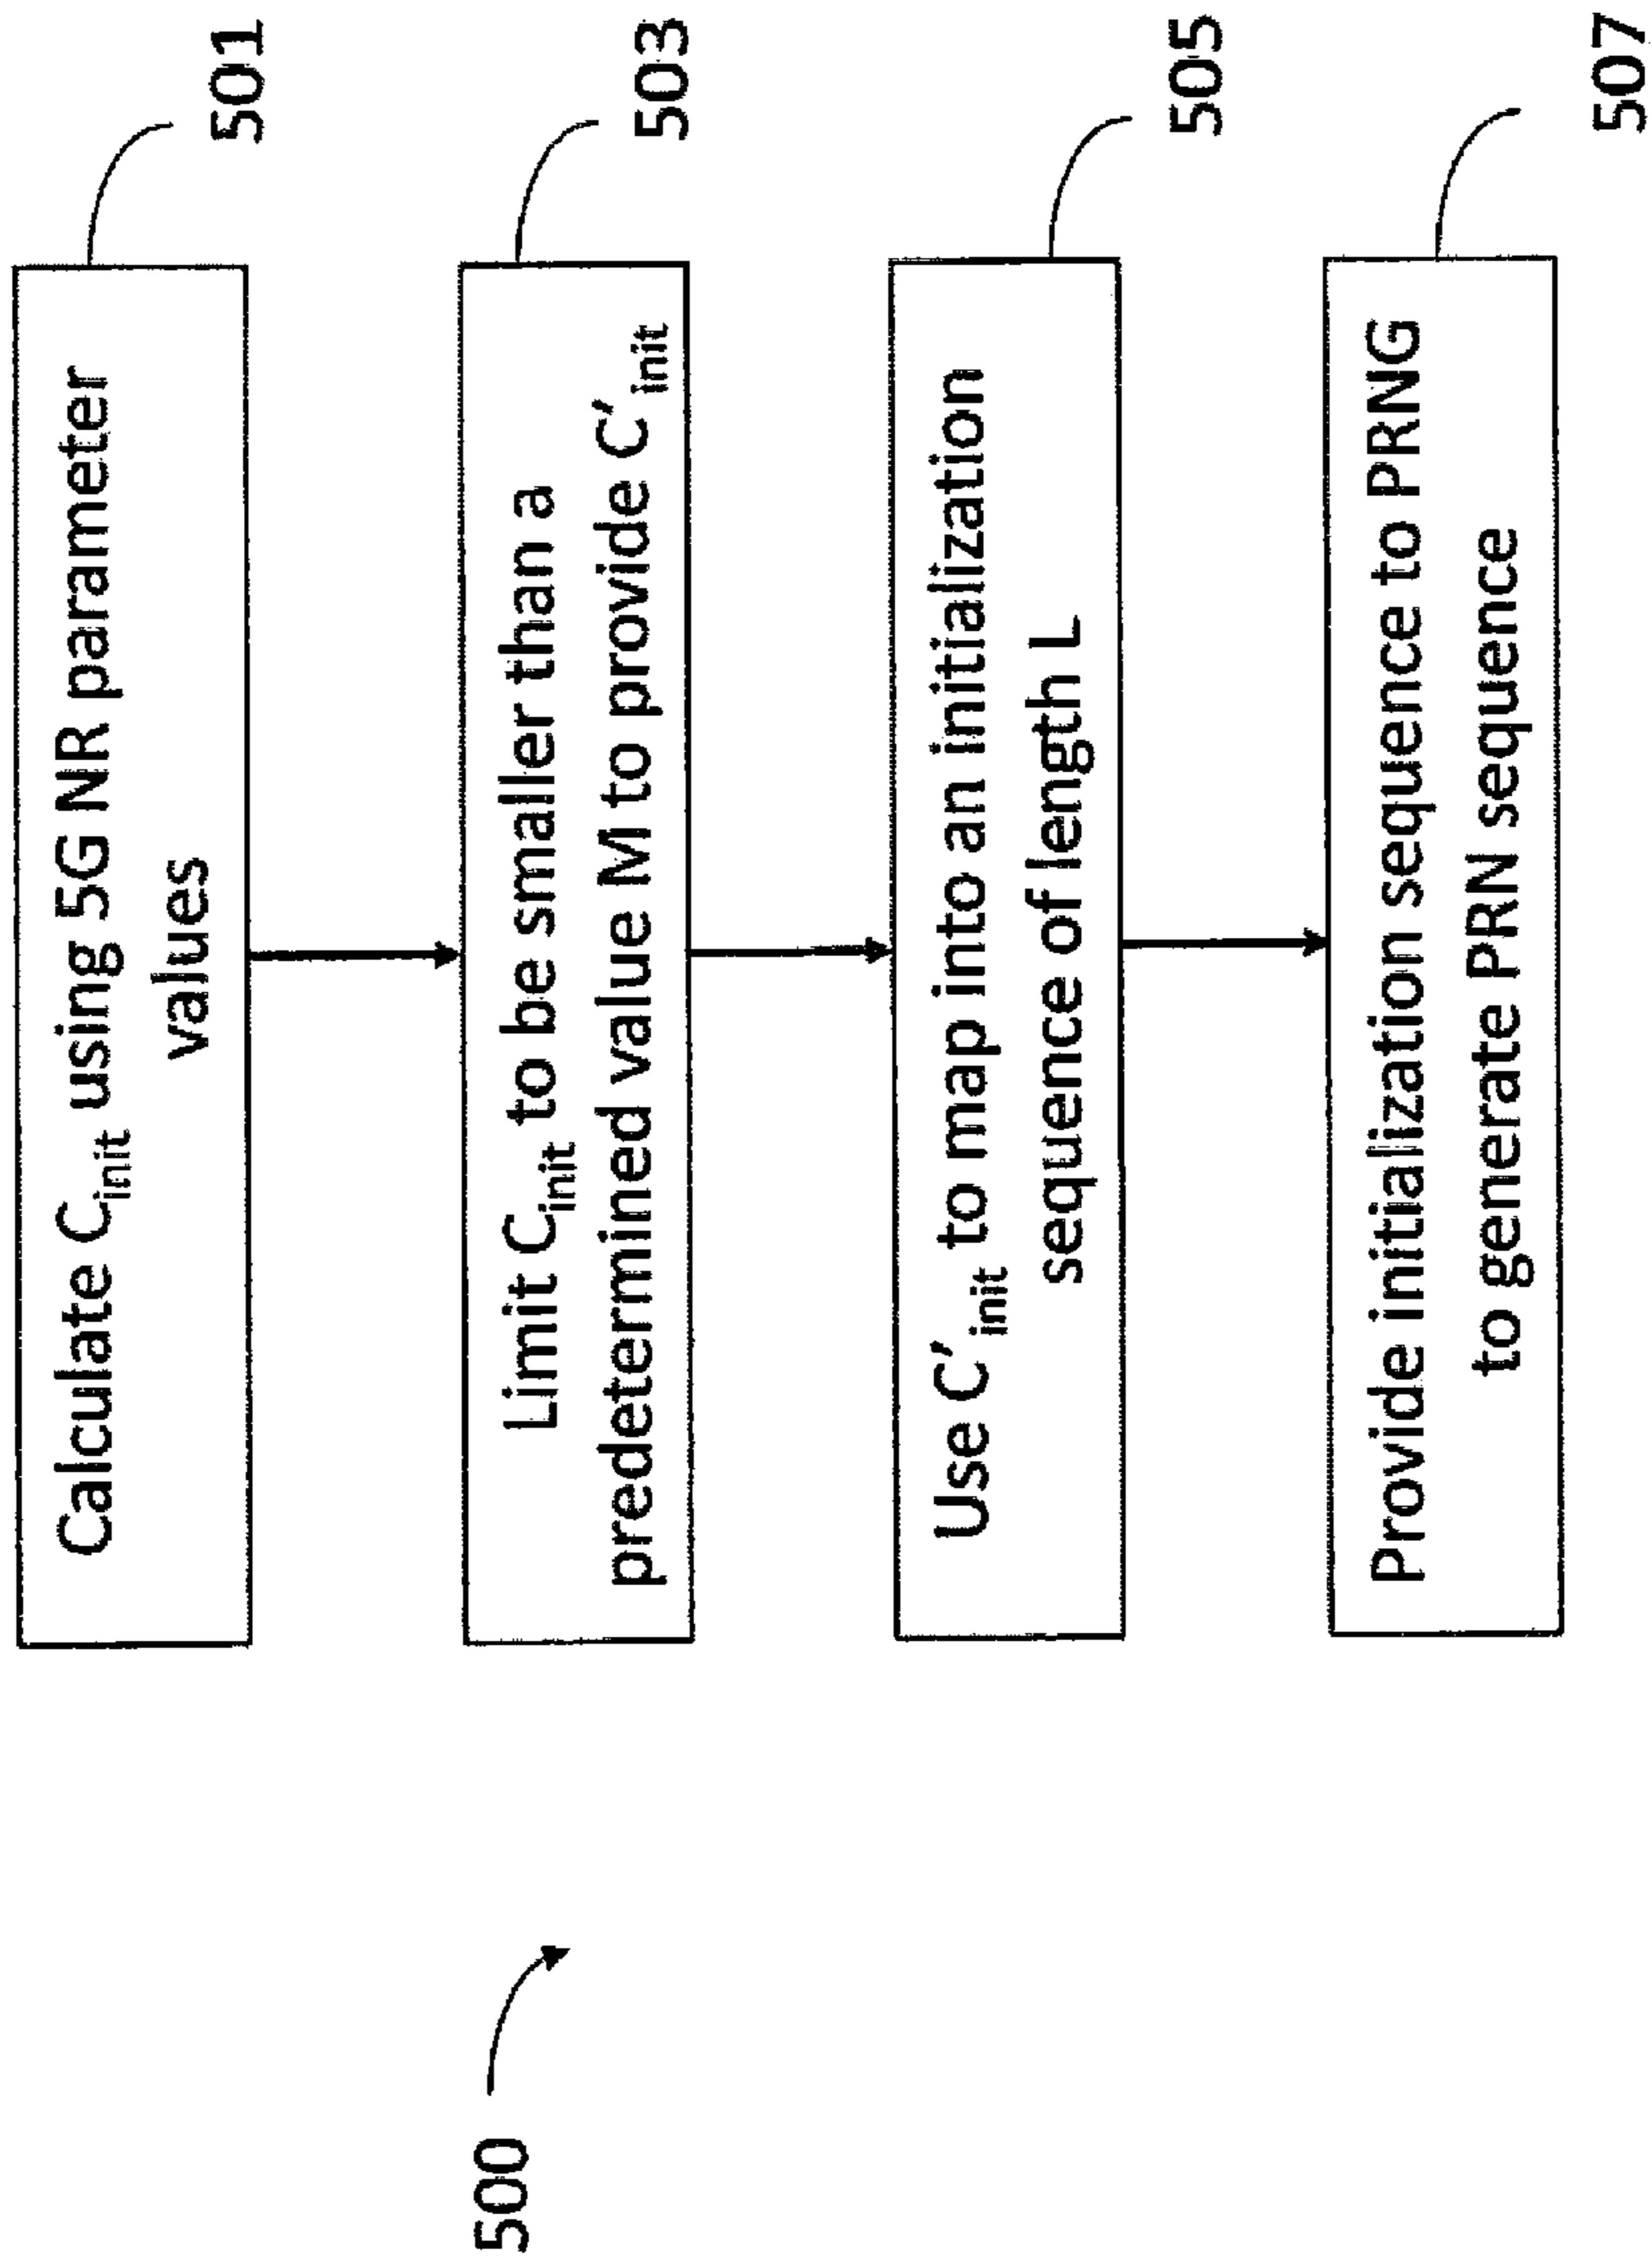 500
Calculate C_init using 5G NR parameter
values
501
Limit C_init to be smaller than a
predetermined value M to provide C′_init
503
Use C′_init to map into an initialization
sequence of length L
505
Provide initialization sequence to PRNG
to generate PRN sequence
507